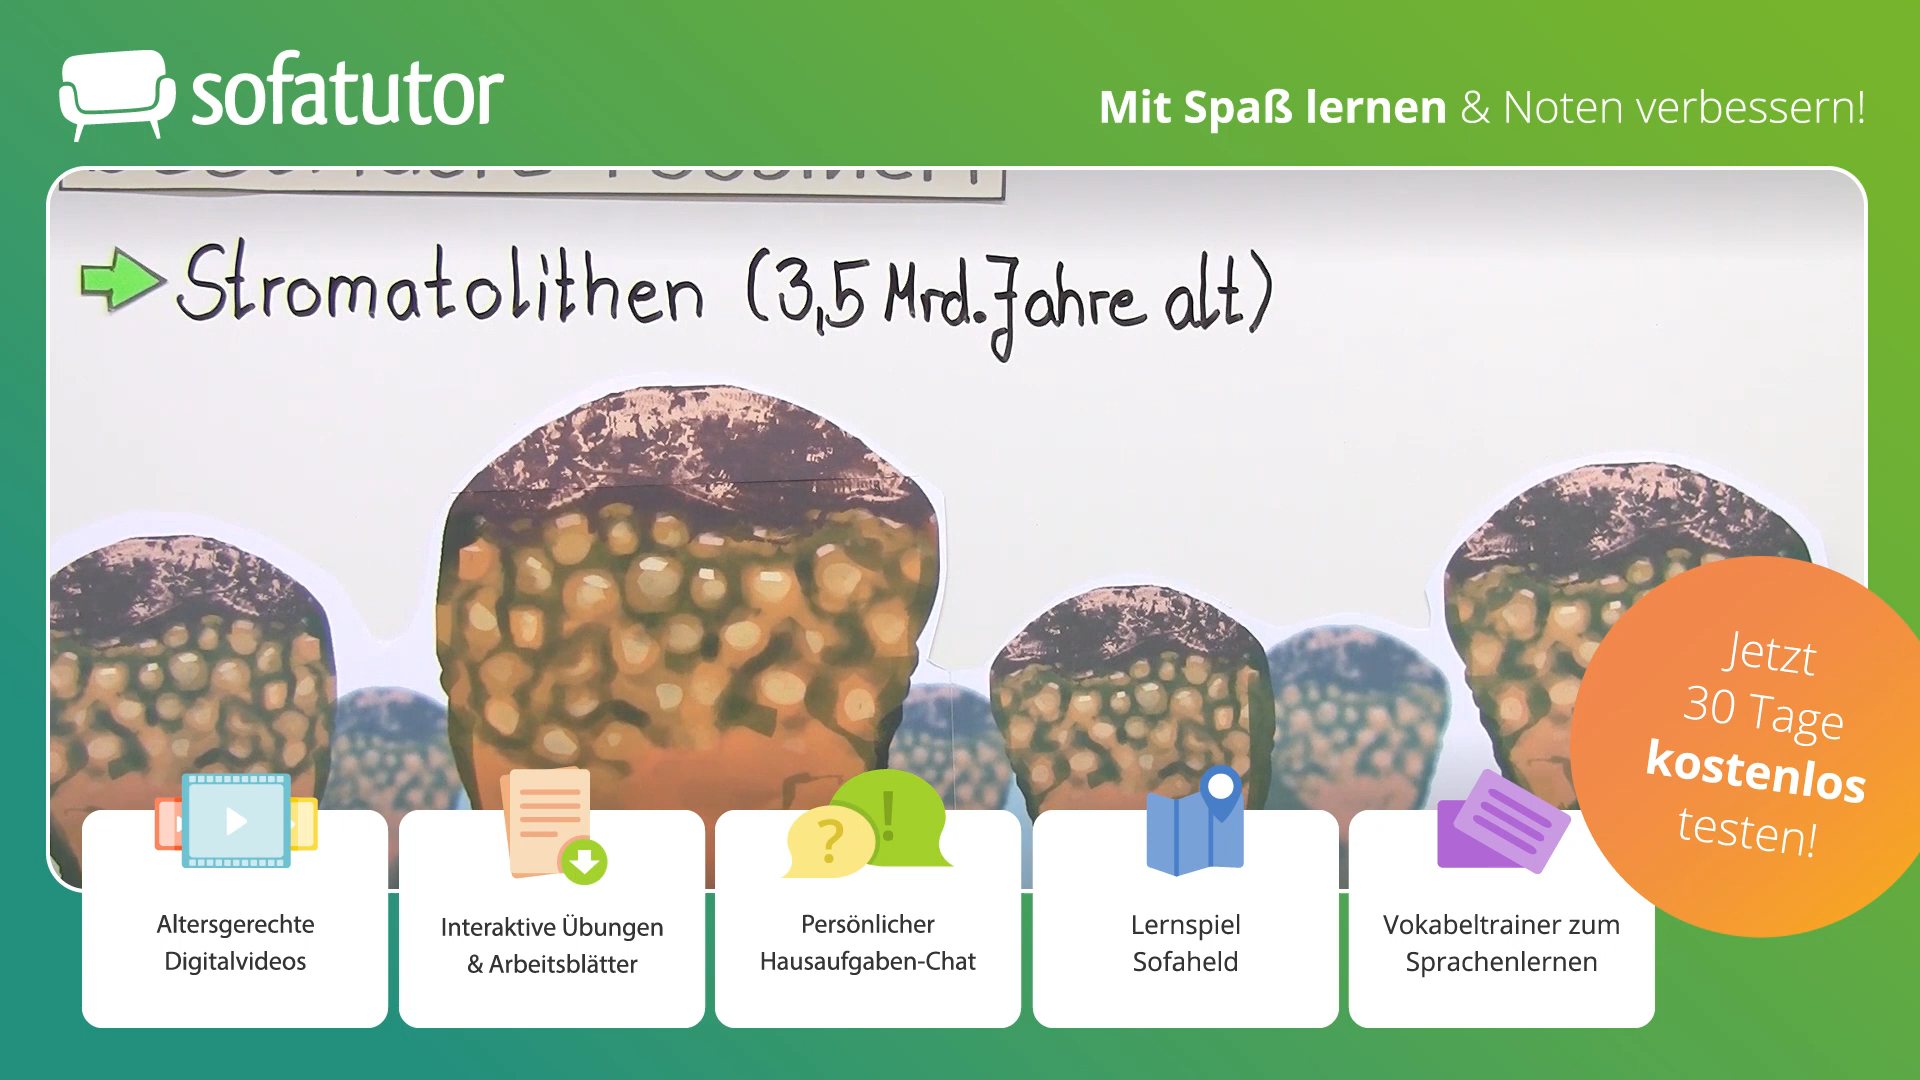 sofatutor
Mit Spaß lernen & Noten verbessern!
Stromatolithen (3,5 Mrd. Jahre alt)
Jetzt
30 Tage
kostenlos
testen!
Altersgerechte
Digitalvideos
Interaktive Übungen
& Arbeitsblätter
?
!
Persönlicher
Hausaufgaben-Chat
Lernspiel
Sofaheld
Vokabeltrainer zum
Sprachenlernen